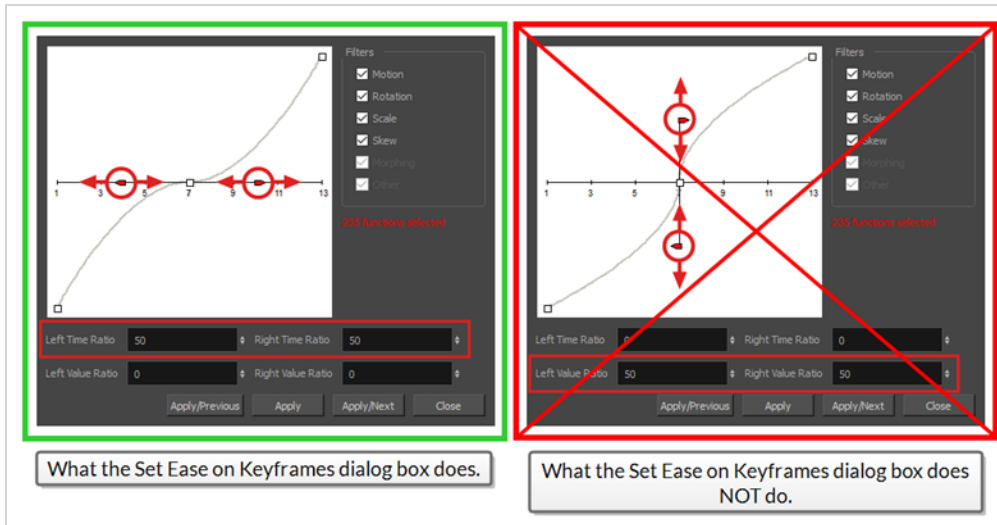 Filters
Motion
Rotation
Scale
Skew
Morphing
Other
1 3 5 7 9 11 13
235 functions selected
Left Time Ratio 50 Right Time Ratio 50
Left Value Ratio 0 Right Value Ratio 0
Apply/Previous Apply Apply/Next Close
What the Set Ease on Keyframes dialog box does.
Filters
Motion
Rotation
Scale
Skew
Morphing
Other
1 3 5 7 9 11 13
235 functions selected
Left Time Ratio 0 Right Time Ratio 0
Left Value Ratio 50 Right Value Ratio 50
Apply/Previous Apply Apply/Next Close
What the Set Ease on Keyframes dialog box does
NOT do.